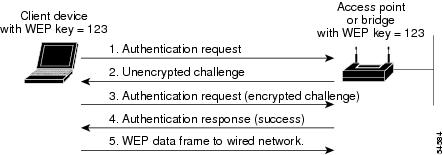 Client device
with WEP key = 123
Access point
or bridge
with WEP key = 123
1. Authentication request
2. Unencrypted challenge
3. Authentication request (encrypted challenge)
4. Authentication response (success)
5. WEP data frame to wired network.
54584